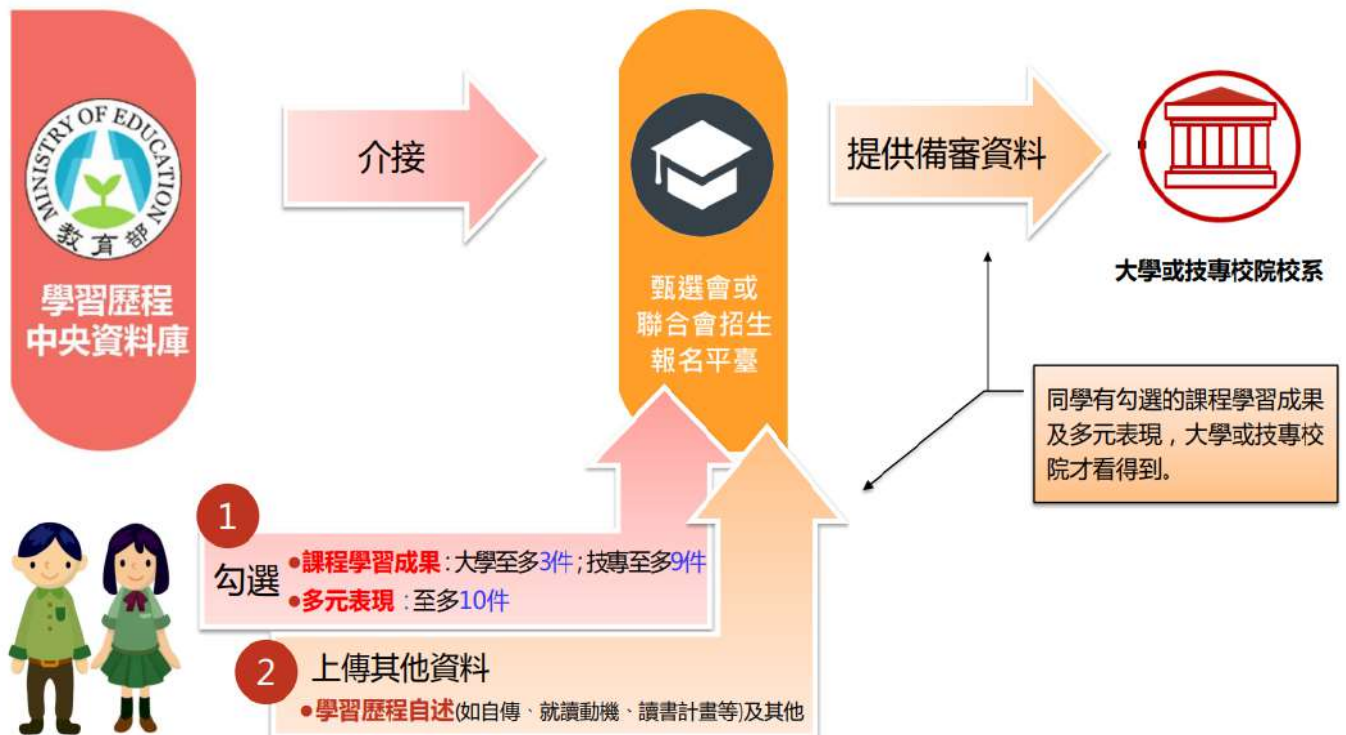 MINISTRY OF EDUCATION
教育部
學習歷程
中央資料庫
介接
甄選會或
聯合會招生
報名平臺
提供備審資料
大學或技專校院校系
同學有勾選的課程學習成果
及多元表現，大學或技專校
院才看得到。
1
勾選
●課程學習成果：大學至多3件；技專至多9件
●多元表現：至多10件
2
上傳其他資料
●學習歷程自述(如自傳、就讀動機、讀書計畫等)及其他